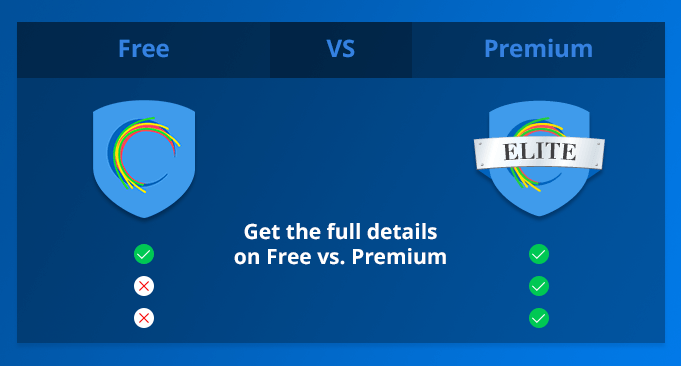 Free
VS
Premium
ELITE
Get the full details
on Free vs. Premium